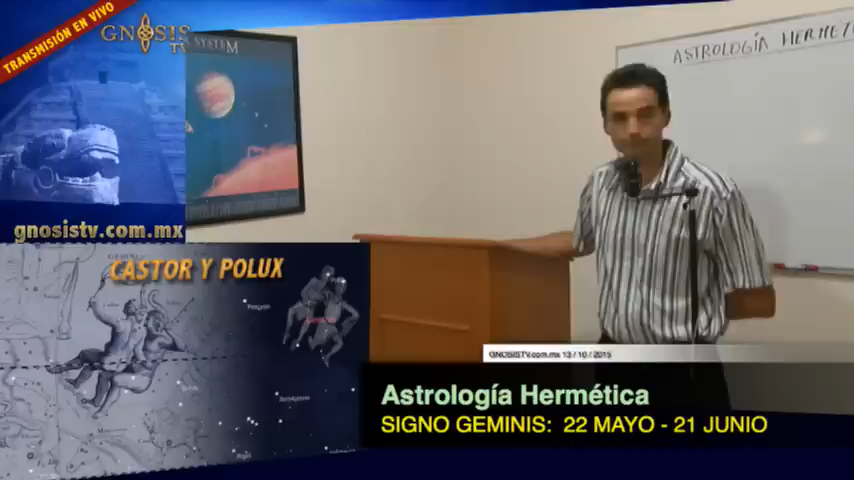 TRANSMISIÓN EN VIVO
GNOSIS
TV
SYSTEM
ASTROLOGÍA
gnosistv.com.mx
CASTOR Y POLUX
GNOSISTV.com.mx 13 / 10 / 2015
Astrología Hermética
SIGNO GEMINIS: 22 MAYO - 21 JUNIO